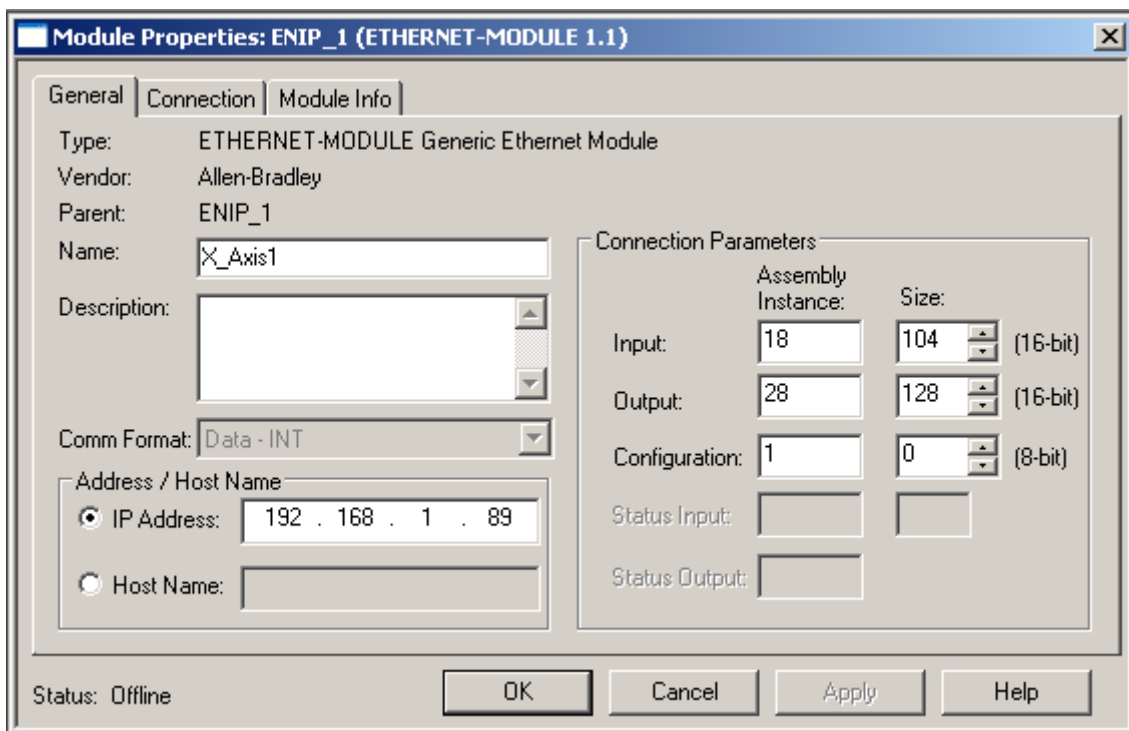 Module Properties: ENIP_1 (ETHERNET-MODULE 1.1)
General Connection Module Info
Type: ETHERNET-MODULE Generic Ethernet Module
Vendor: Allen-Bradley
Parent: ENIP_1
Name: X_Axis1
Description:
Comm Format: Data - INT
Address / Host Name
IP Address: 192 . 168 . 1 . 89
Host Name:
Connection Parameters
Assembly
Instance: Size:
Input: 18 104 (16-bit)
Output: 28 128 (16-bit)
Configuration: 1 0 (8-bit)
Status Input:
Status Output:
Status: Offline OK Cancel Apply Help